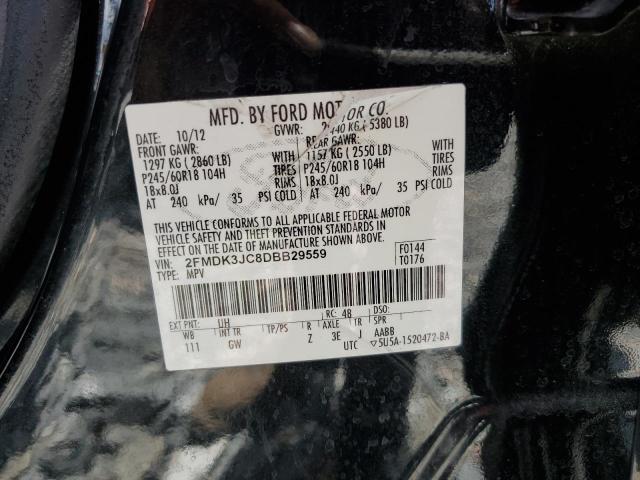 MFD. BY FORD MOTOR CO.
DATE: 10/12 GVWR: 2440 KG ( 5380 LB)
FRONT GAWR: REAR GAWR:
1297 KG (2860 LB) WITH 1157 KG (2550 LB) WITH
P245/60R18 104H TIRES P245/60R18 104H TIRES
18x8.0J RIMS 18x8.0J RIMS
AT 240 kPa/ 35 PSI COLD AT 240 kPa/ 35 PSI COLD
THIS VEHICLE CONFORMS TO ALL APPLICABLE FEDERAL MOTOR
VEHICLE SAFETY AND THEFT PREVENTION STANDARDS IN
EFFECT ON THE DATE OF MANUFACTURE SHOWN ABOVE.
VIN: 2FMDK3JC8DBB29559 F0144
TYPE: MPV T0176
EXT PNT: UH RC: 48 DSO:
WB INT TR TP/PS R AXLE TR S AABB
111 GW Z 3E J
UTC ▽5U5A-1520472-BA